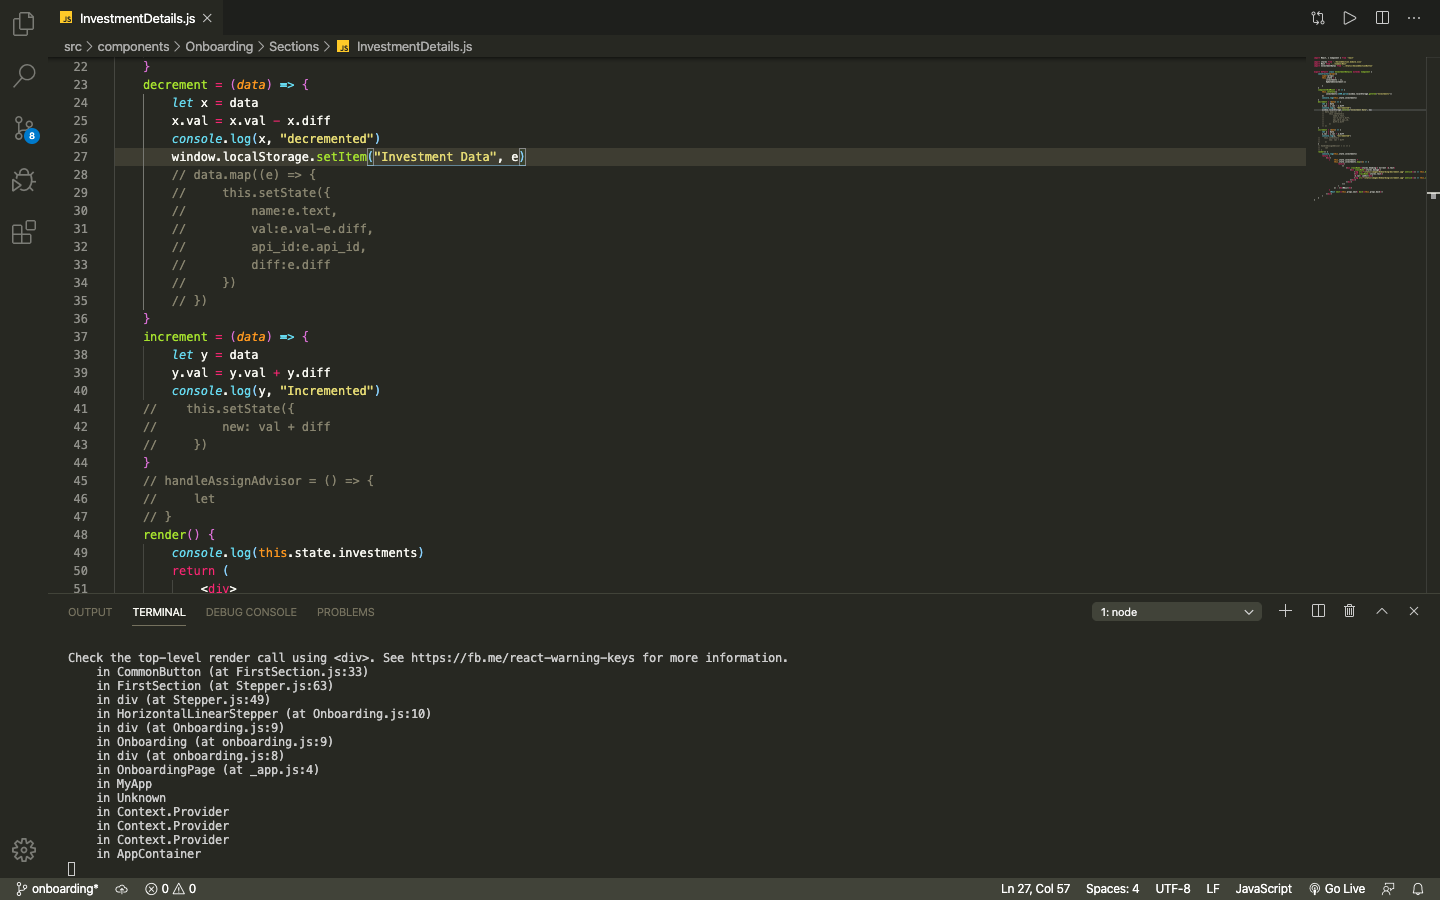 JS InvestmentDetails.js
src > components > Onboarding > Sections > JS InvestmentDetails.js
22 }
23 decrement = (data) => {
24 let x = data
25 x.val = x.val - x.diff
26 console.log(x, "decremented")
27 window.localStorage.setItem("Investment Data", e)
28 // data.map((e) => {
29 // this.setState({
30 // name:e.text,
31 // val:e.val-e.diff,
32 // api_id:e.api_id,
33 // diff:e.diff
34 // })
35 // })
36 }
37 increment = (data) => {
38 let y = data
39 y.val = y.val + y.diff
40 console.log(y, "Incremented")
41 // this.setState({
42 // new: val + diff
43 // })
44 }
45 // handleAssignAdvisor = () => {
46 // let
47 // }
48 render() {
49 console.log(this.state.investments)
50 return (
51 <div>
8
OUTPUT TERMINAL DEBUG CONSOLE PROBLEMS 1: node
Check the top-level render call using <div>. See https://fb.me/react-warning-keys for more information.
in CommonButton (at FirstSection.js:33)
in FirstSection (at Stepper.js:63)
in div (at Stepper.js:49)
in HorizontalLinearStepper (at Onboarding.js:10)
in div (at Onboarding.js:9)
in Onboarding (at onboarding.js:9)
in div (at onboarding.js:8)
in OnboardingPage (at _app.js:4)
in MyApp
in Unknown
in Context.Provider
in Context.Provider
in Context.Provider
in AppContainer
onboarding* 0 0 Ln 27, Col 57 Spaces: 4 UTF-8 LF JavaScript Go Live